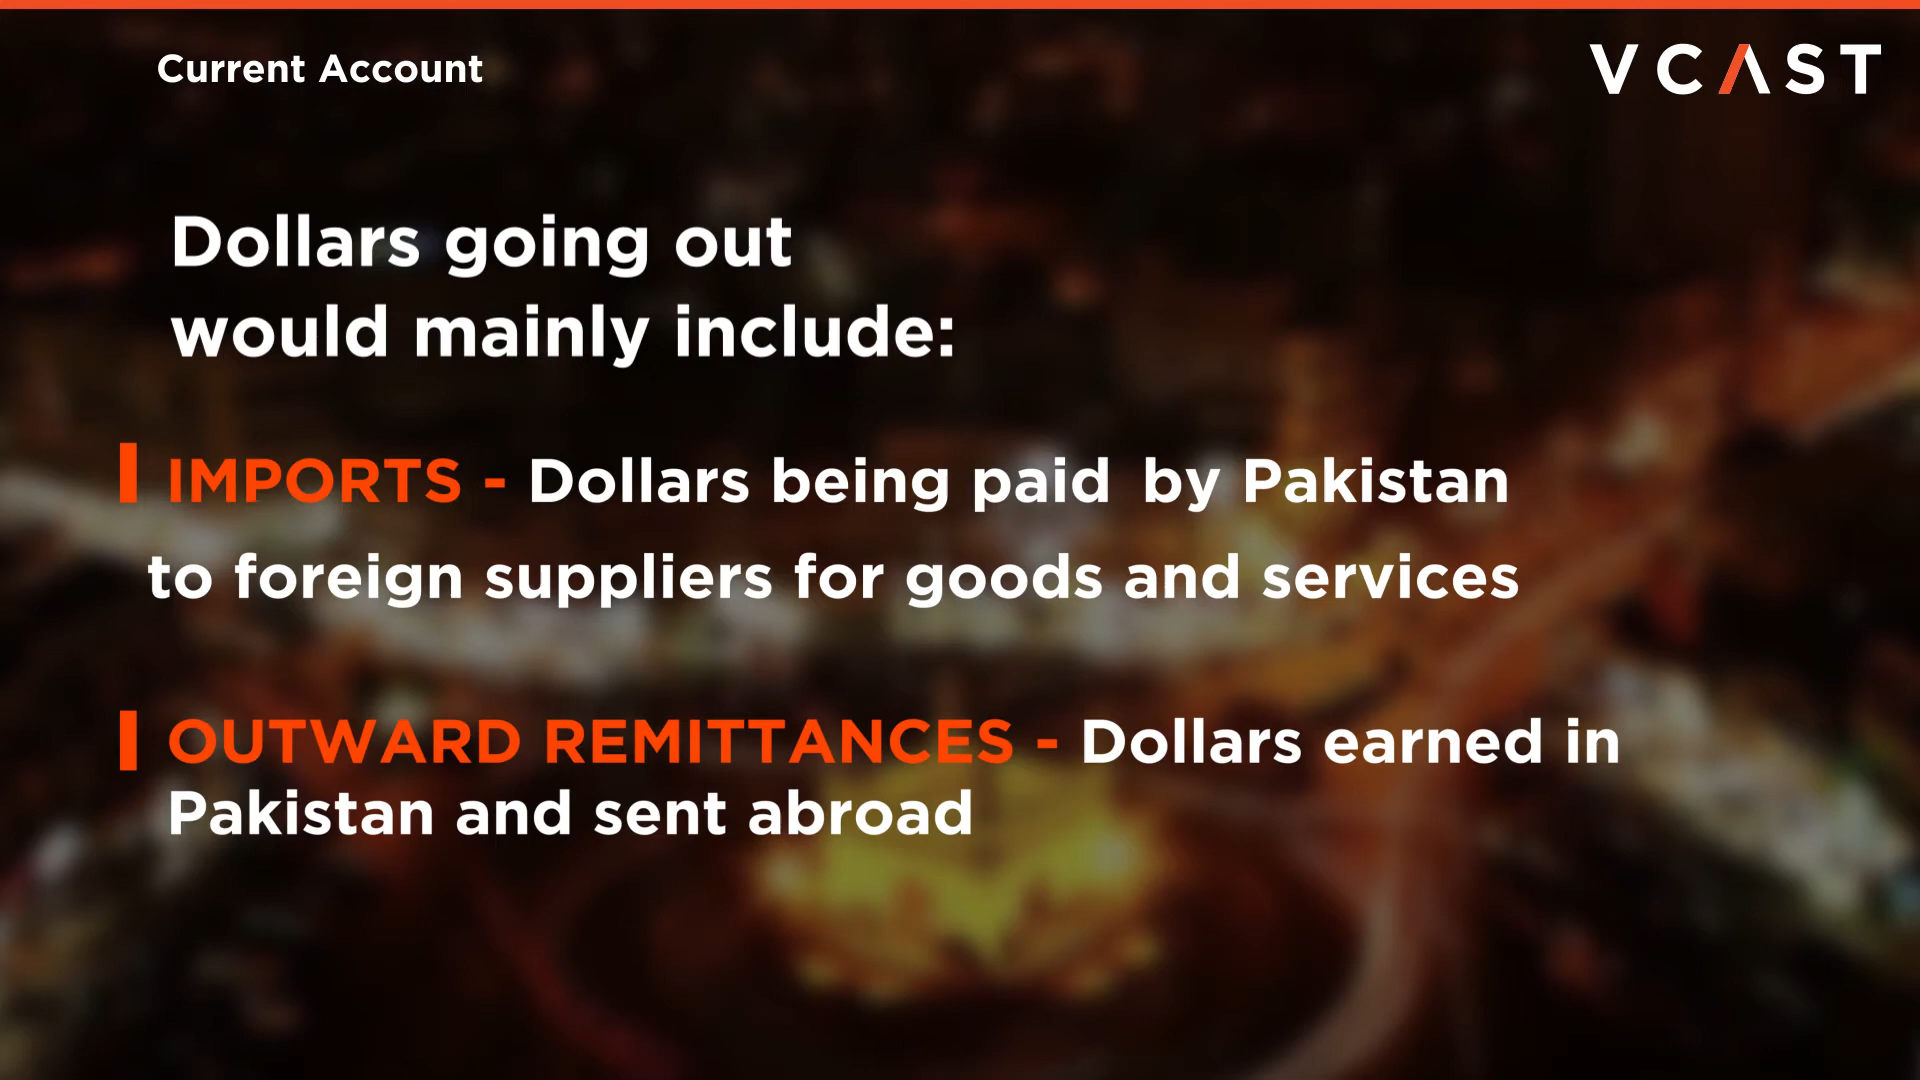 Current Account
VCAST
Dollars going out
would mainly include:
IMPORTS - Dollars being paid by Pakistan
to foreign suppliers for goods and services
OUTWARD REMITTANCES - Dollars earned in
Pakistan and sent abroad